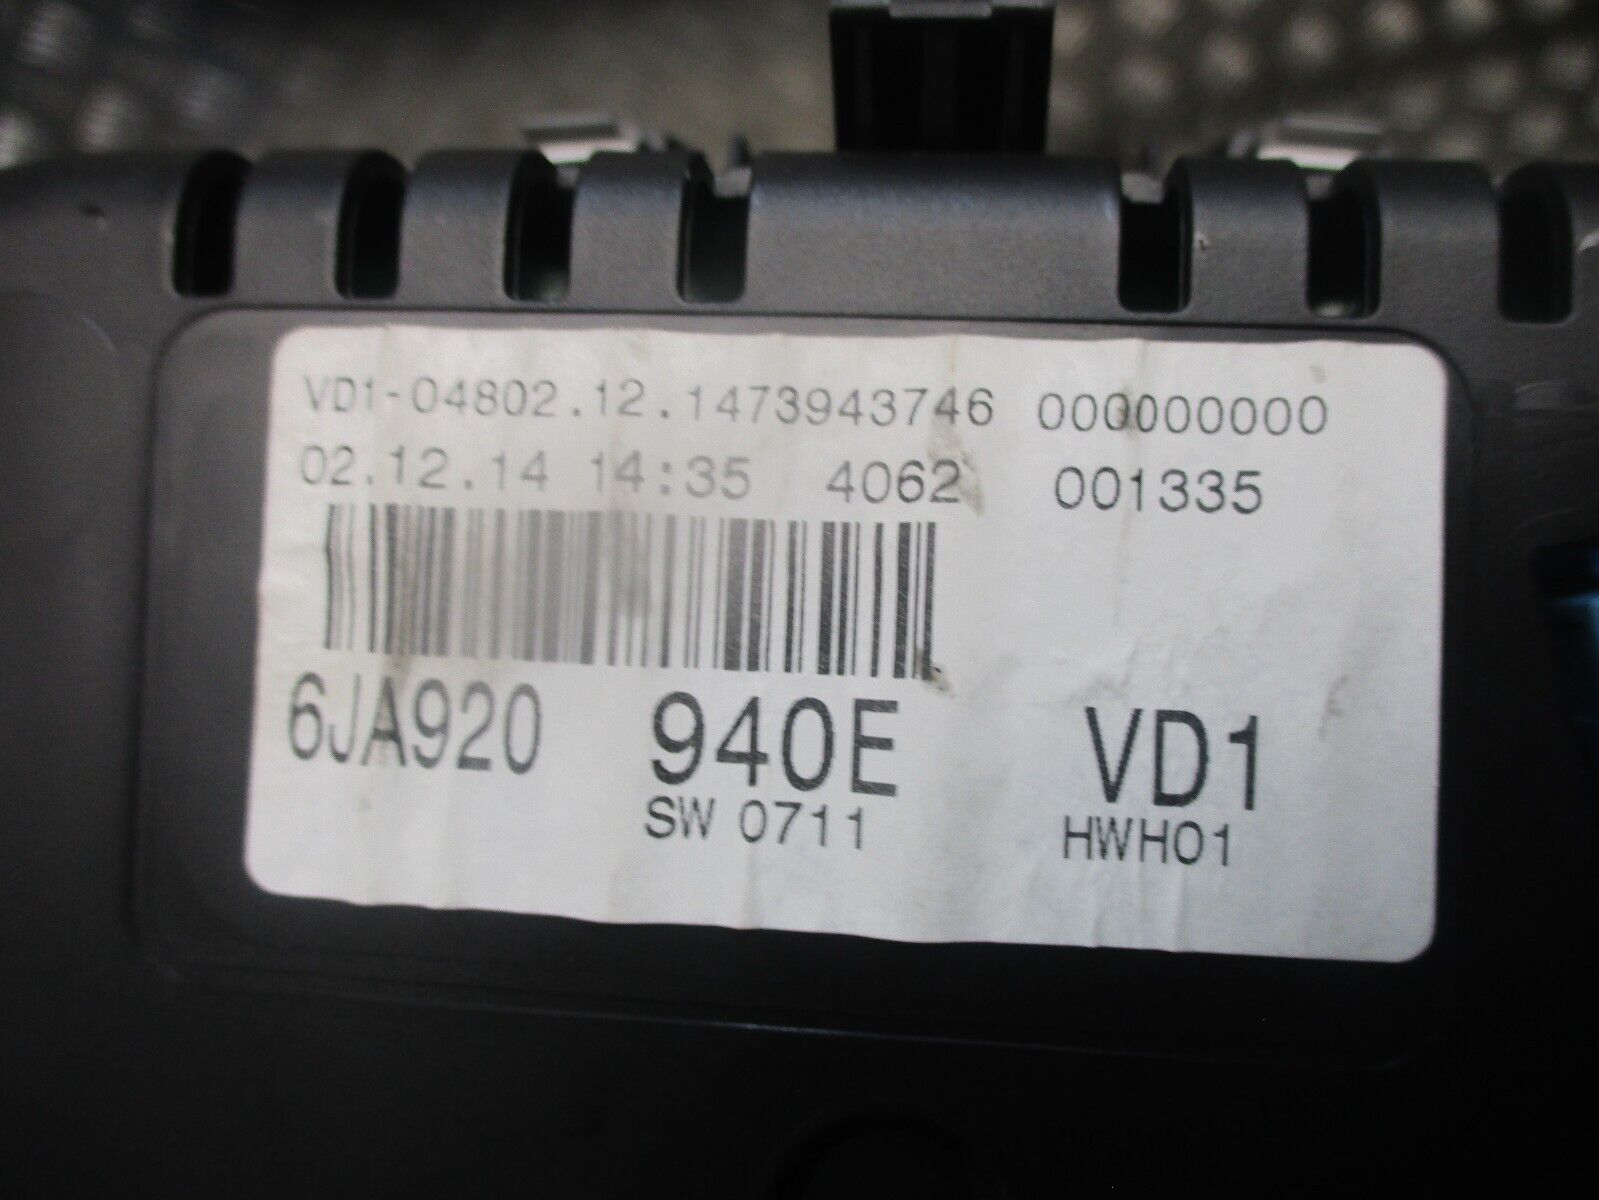 VD1-04802.12.1473943746 000000000
02.12.14 14:35 4062 001335
6JA920 940E VD1
SW 0711 HWH01